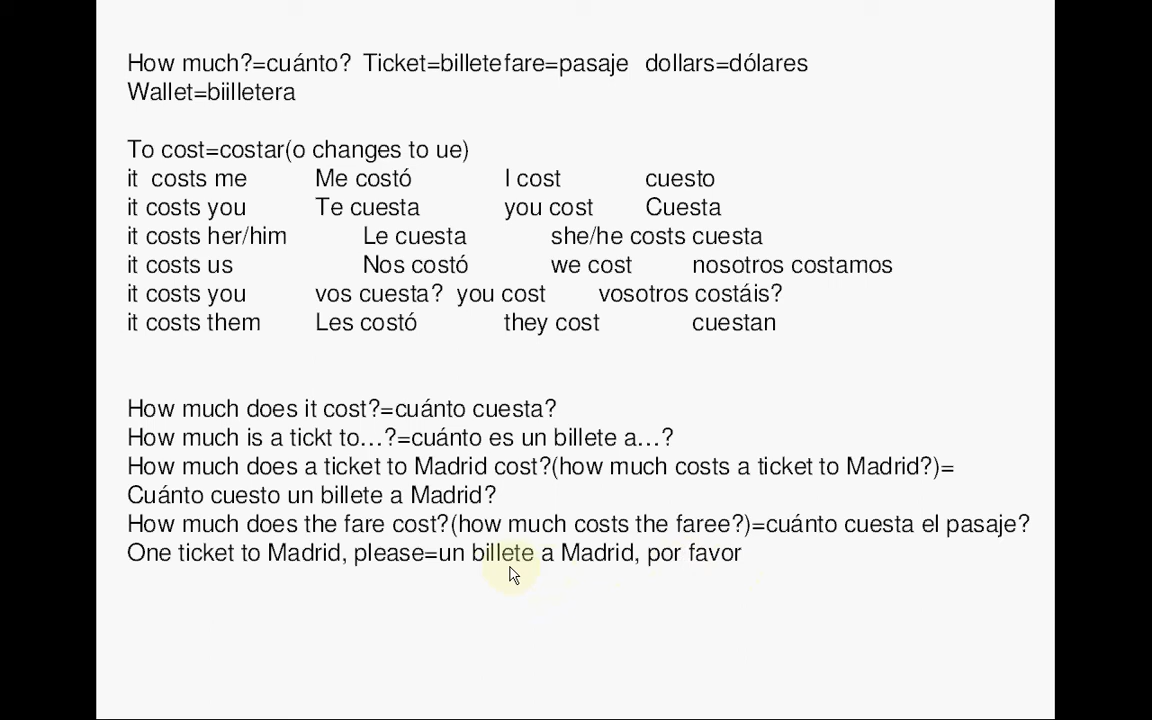 How much?=cuánto? Ticket=billete fare=pasaje dollars=dólares
Wallet=biilletera
To cost=costar(o changes to ue)
it costs me Me costó I cost cuesto
it costs you Te cuesta you cost Cuesta
it costs her/him Le cuesta she/he costs cuesta
it costs us Nos costó we cost nosotros costamos
it costs you vos cuesta? you cost vosotros costáis?
it costs them Les costó they cost cuestan
How much does it cost?=cuánto cuesta?
How much is a tickt to…?=cuánto es un billete a…?
How much does a ticket to Madrid cost?(how much costs a ticket to Madrid?)=
Cuánto cuesto un billete a Madrid?
How much does the fare cost?(how much costs the faree?)=cuánto cuesta el pasaje?
One ticket to Madrid, please=un billete a Madrid, por favor